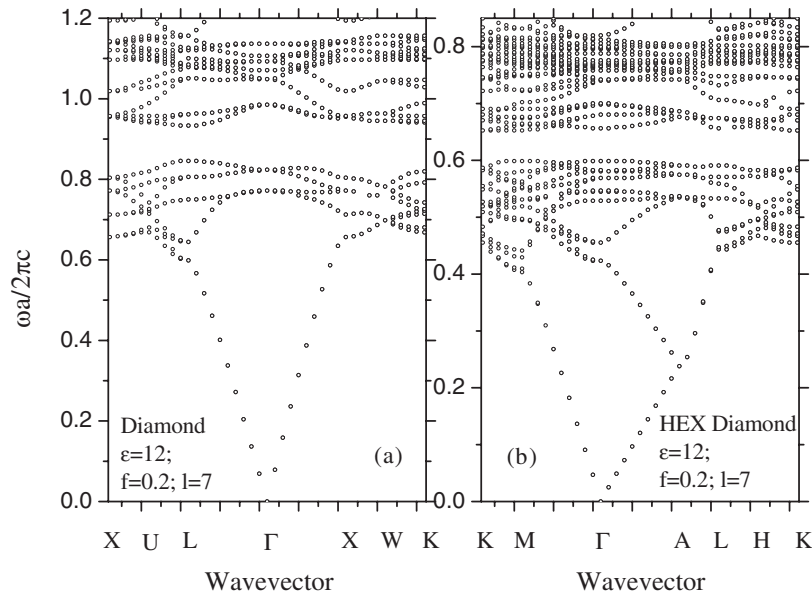 1.2
1.0
0.8
0.6
0.4
0.2
0.0
ωa/2πc
Diamond
ε=12;
f=0.2; l=7
(a)
X U L Γ X W K
Wavevector
0.8
0.6
0.4
0.2
0.0
(b)
HEX Diamond
ε=12;
f=0.2; l=7
K M Γ A L H K
Wavevector